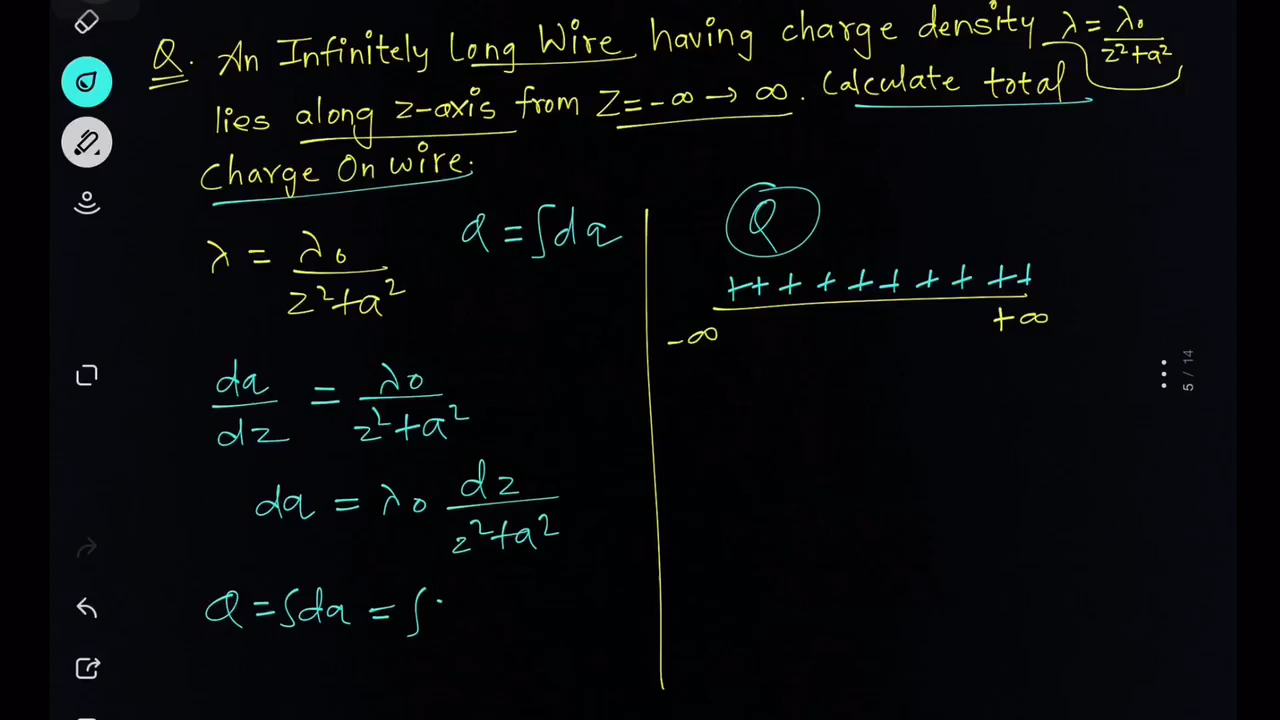 Q. An Infinitely Long Wire having charge density λ = λ₀/(z²+a²)
lies along z-axis from Z=-∞ → ∞. Calculate total
Charge On wire.
λ = λ₀/(z²+a²)
Q = ∫dq
dq/dz = λ₀/(z²+a²)
dq = λ₀ dz/(z²+a²)
Q = ∫dq = ∫
Q
++ + + + + + + ++
-∞ +∞
5 / 14